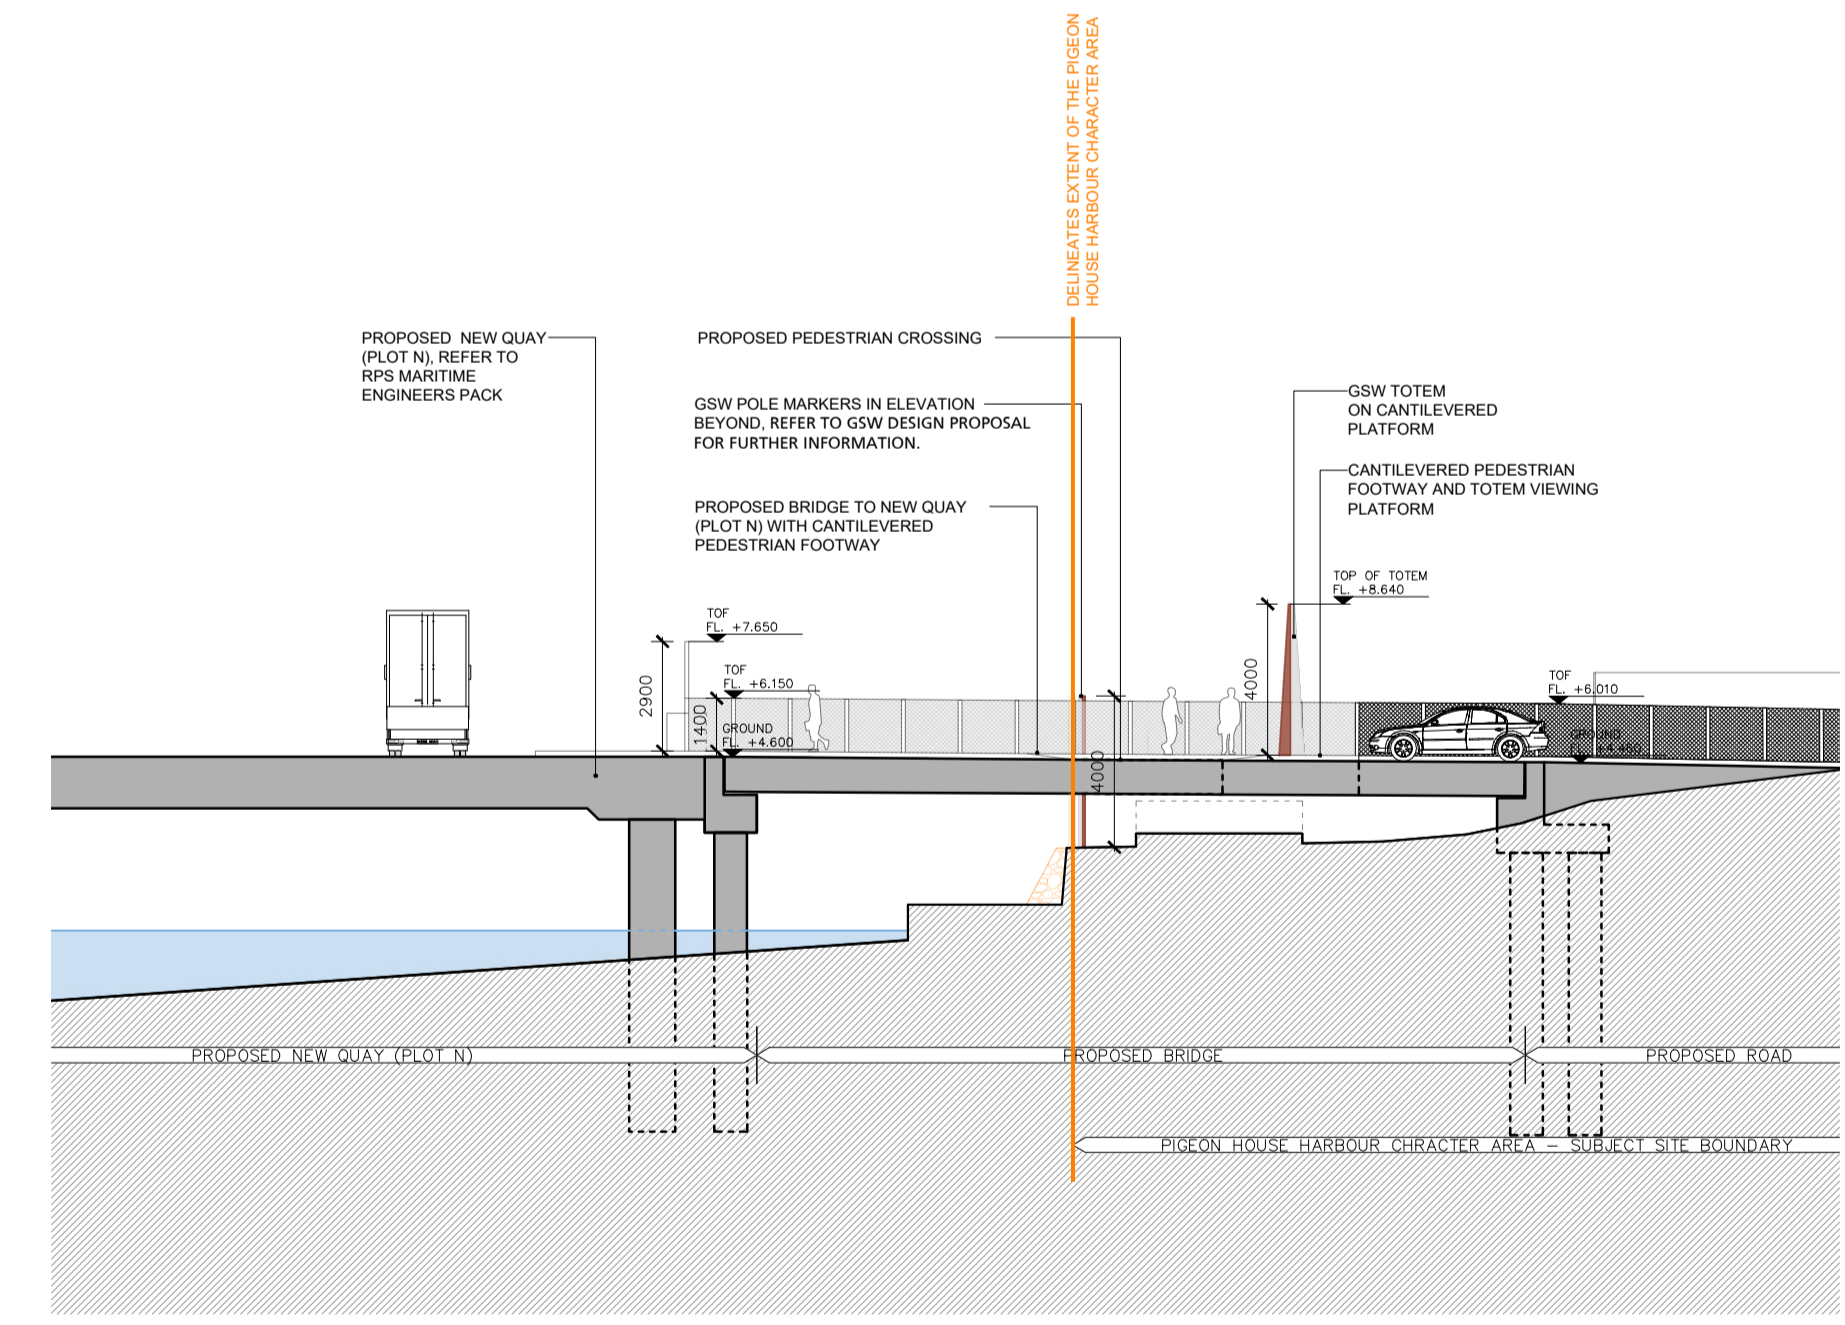 DELINEATES EXTENT OF THE PIGEON
HOUSE HARBOUR CHARACTER AREA
PROPOSED NEW QUAY
(PLOT N), REFER TO
RPS MARITIME
ENGINEERS PACK
PROPOSED PEDESTRIAN CROSSING
GSW POLE MARKERS IN ELEVATION
BEYOND, REFER TO GSW DESIGN PROPOSAL
FOR FURTHER INFORMATION.
PROPOSED BRIDGE TO NEW QUAY
(PLOT N) WITH CANTILEVERED
PEDESTRIAN FOOTWAY
GSW TOTEM
ON CANTILEVERED
PLATFORM
CANTILEVERED PEDESTRIAN
FOOTWAY AND TOTEM VIEWING
PLATFORM
TOP OF TOTEM
FL. +8.640
TOF
FL. +7.650
TOF
FL. +6.150
TOF
FL. +6.010
2900
1400
GROUND
FL. +4.600
4000
4000
GROUND
FL. +4.460
PROPOSED NEW QUAY (PLOT N)
PROPOSED BRIDGE
PROPOSED ROAD
PIGEON HOUSE HARBOUR CHRACTER AREA – SUBJECT SITE BOUNDARY